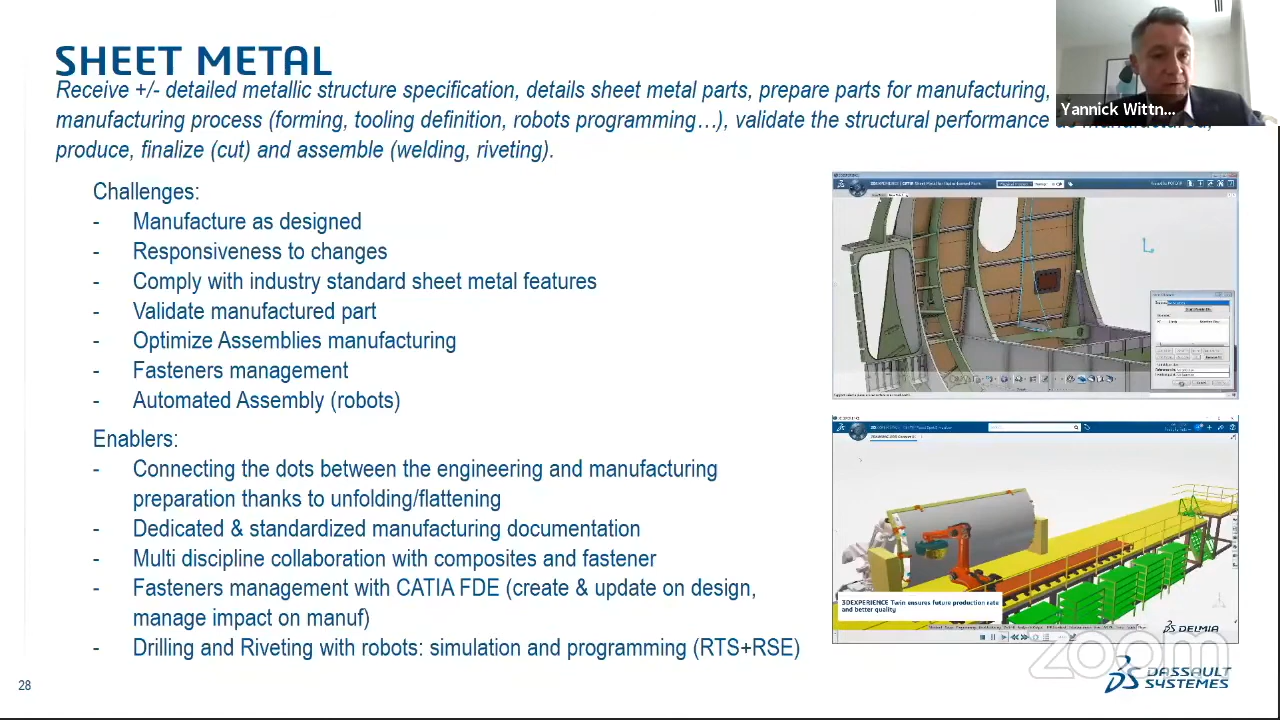 SHEET METAL
Receive +/- detailed metallic structure specification, details sheet metal parts, prepare parts for manufacturing,
manufacturing process (forming, tooling definition, robots programming…), validate the structural performance
produce, finalize (cut) and assemble (welding, riveting).
Yannick Wittn...
Challenges:
- Manufacture as designed
- Responsiveness to changes
- Comply with industry standard sheet metal features
- Validate manufactured part
- Optimize Assemblies manufacturing
- Fasteners management
- Automated Assembly (robots)
Enablers:
- Connecting the dots between the engineering and manufacturing
preparation thanks to unfolding/flattening
- Dedicated & standardized manufacturing documentation
- Multi discipline collaboration with composites and fastener
- Fasteners management with CATIA FDE (create & update on design,
manage impact on manuf)
- Drilling and Riveting with robots: simulation and programming (RTS+RSE)
3DEXPERIENCE Twin ensures future production rate
and better quality
DELMIA
zoom
DASSAULT
SYSTEMES
28